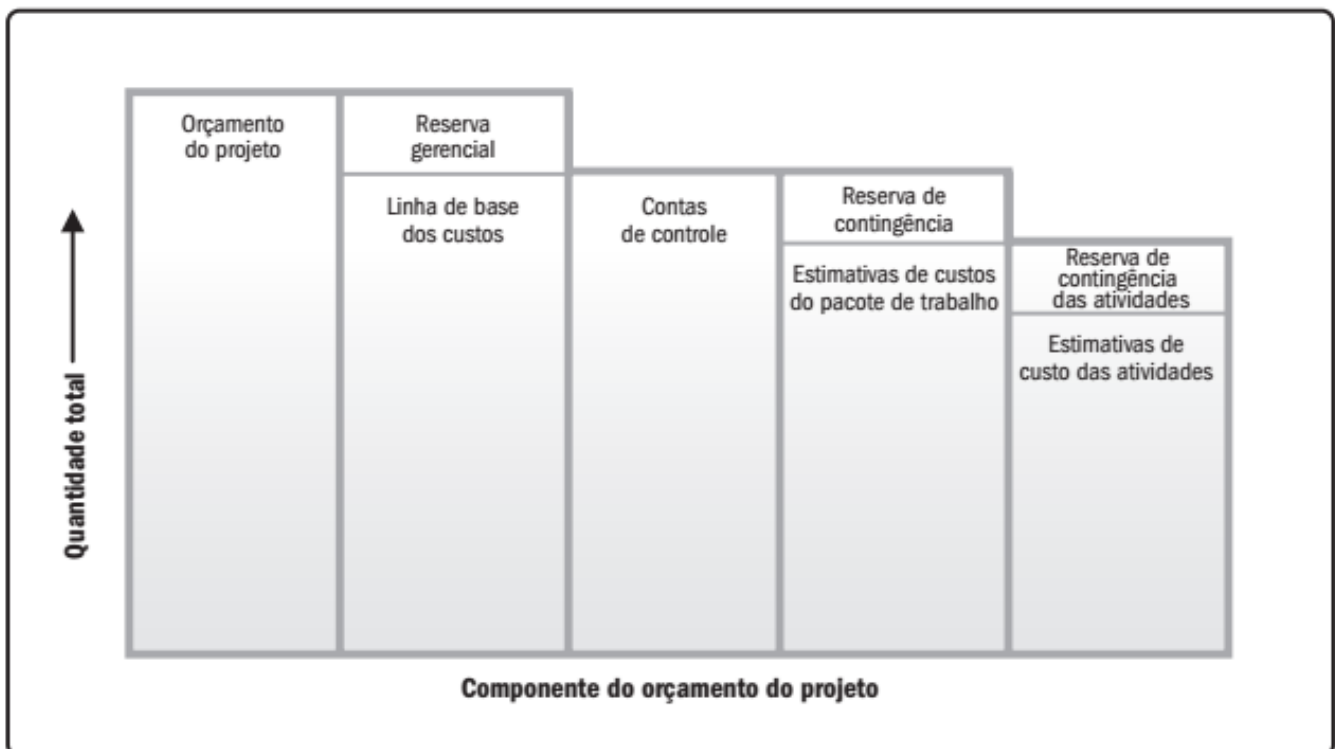 Orçamento
do projeto
Reserva
gerencial
Linha de base
dos custos
Contas
de controle
Reserva de
contingência
Estimativas de custos
do pacote de trabalho
Reserva de
contingência
das atividades
Estimativas de
custo das atividades
Quantidade total
Componente do orçamento do projeto